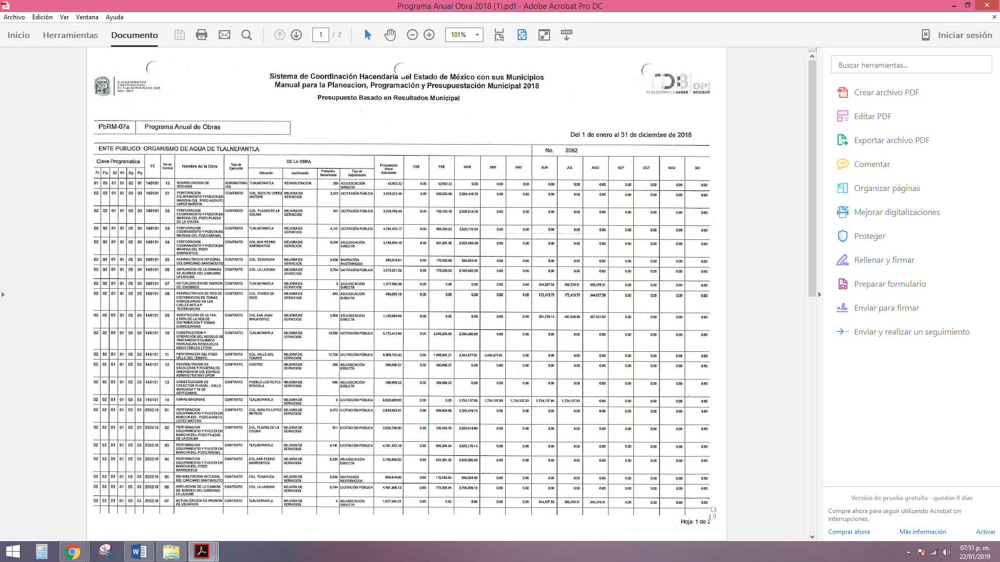 Programa Anual Obra 2018 (1).pdf - Adobe Acrobat Pro DC
Archivo Edición Ver Ventana Ayuda
Inicio Herramientas Documento 1 / 2 101% Iniciar sesión
Sistema de Coordinación Hacendaria del Estado de México con sus Municipios
Manual para la Planeacion, Programación y Presupuestación Municipal 2018
Presupuesto Basado en Resultados Municipal
TDB OPI
TLALNEPANTLA de BAZ EFICIENT
PbRM-07a Programa Anual de Obras
Del 1 de enero al 31 de diciembre de 2018
ENTE PUBLICO: ORGANISMO DE AGUA DE TLALNEPANTLA No. 2092
Clave Programatica Ff No de Control Nombre de la Obra Tipo de Ejecución DE LA OBRA Presupuesto Anual Autorizado ENE FEB MAR ABR MAY JUN JUL AGO SEP OCT NOV DIC
Fi Fu Sf Pr Sp Py Ubicación Justificación Población Beneficiada Tipo de Adjudicación
01 03 01 01 02 01 140101 15 REHABILITACION DE OFICINAS ADMINISTRACIÓN TLALNEPANTLA REHABILITACION 280 ADJUDICACIÓN DIRECTA 42,502.32 0.00 42,502.32 0.00 0.00 0.00 0.00 0.00 0.00 0.00 0.00 0.00 0.00
02 02 01 01 05 03 140101 01 PERFORACION EQUIPAMIENTO Y PUESTA EN MARCHA DEL POZO ADOLFO LOPEZ MATEOS CONTRATO COL. ADOLFO LOPEZ MATEOS MEJORA DE SERVICIOS 3,372 LICITACIÓN PÚBLICA 2,833,023.40 0.00 566,604.68 2,266,418.72 0.00 0.00 0.00 0.00 0.00 0.00 0.00 0.00 0.00
02 02 01 01 05 03 140101 02 PERFORACION EQUIPAMIENTO Y PUESTA EN MARCHA DEL POZO PLAZAS DE LA COLINA CONTRATO COL. PLAZAS DE LA COLINA MEJORA DE SERVICIOS 911 LICITACIÓN PÚBLICA 3,525,768.49 0.00 705,153.70 2,820,614.79 0.00 0.00 0.00 0.00 0.00 0.00 0.00 0.00 0.00
02 02 01 01 05 03 140101 03 PERFORACION EQUIPAMIENTO Y PUESTA EN MARCHA DEL POZO ARENAL CONTRATO TLALNEPANTLA MEJORA DE SERVICIOS 4,141 LICITACIÓN PÚBLICA 4,781,470.17 0.00 956,294.03 3,825,176.14 0.00 0.00 0.00 0.00 0.00 0.00 0.00 0.00 0.00
02 02 01 01 05 03 140101 04 PERFORACION EQUIPAMIENTO Y PUESTA EN MARCHA DEL POZO BARRIENTOS CONTRATO COL.SAN PEDRO BARRIENTOS MEJORA DE SERVICIOS 8,339 ADJUDICACIÓN DIRECTA 3,156,956.49 0.00 631,391.30 2,525,565.19 0.00 0.00 0.00 0.00 0.00 0.00 0.00 0.00 0.00
02 02 01 01 05 03 140101 05 REHABILITACION INTEGRAL DEL CARCAMO SANTIAGUITO CONTRATO COL. TENAYUCA MEJORA DE SERVICIOS 2,038 INVITACIÓN RESTRINGIDA 850,818.01 0.00 170,163.60 680,654.41 0.00 0.00 0.00 0.00 0.00 0.00 0.00 0.00 0.00
02 02 01 01 05 03 140101 06 AMPLIACION DE LA CAMARA DE BOMBEO DEL CARCAMO LA LAGUNA CONTRATO COL. LA LAGUNA MEJORA DE SERVICIOS 6,704 LICITACIÓN PÚBLICA 3,272,221.22 0.00 775,358.93 2,496,862.29 0.00 0.00 0.00 0.00 0.00 0.00 0.00 0.00 0.00
02 02 01 01 05 03 140101 07 ACTUALIZACION DE PADRON DE USUARIOS CONTRATO TLALNEPANTLA MEJORA DE SERVICIOS 0 ADJUDICACIÓN DIRECTA 1,077,586.20 0.00 0.00 0.00 0.00 0.00 344,827.58 366,379.31 366,379.31 0.00 0.00 0.00 0.00
02 02 01 01 05 03 140101 08 REHABILITACION DE RED DE DISTRIBUCION DE TOMAS DOMICILIARIAS EN LAS CALLES MITLA Y TEOTIHUACAN CONTRATO COL. PODER DE DIOS MEJORA DE SERVICIOS 910 ADJUDICACIÓN DIRECTA 689,655.16 0.00 0.00 0.00 0.00 0.00 172,413.79 172,413.79 344,827.58 0.00 0.00 0.00 0.00
02 02 01 01 05 03 140101 09 SUSTITUCION DE LA 1RA. ETAPA DE LA RED DE DISTRIBUCION Y TOMAS DOMICILIARIAS CONTRATO COL.SAN JUAN IXHUATEPEC MEJORA DE SERVICIOS 1,500 ADJUDICACIÓN DIRECTA 1,120,689.65 0.00 0.00 0.00 0.00 0.00 301,724.14 431,034.48 387,931.03 0.00 0.00 0.00 0.00
02 02 01 01 05 03 140101 10 CONSTRUCCION Y OPERACIÓN DEL MODULO DE TRATAMIENTO QUIMICO PARA AGUAS RESIDUALES INDUSTRIALES ( PTAR CONTRATO TLALNEPANTLA MEJORA DE SERVICIOS 10,592 LICITACIÓN PÚBLICA 5,172,413.80 0.00 2,586,206.90 2,586,206.90 0.00 0.00 0.00 0.00 0.00 0.00 0.00 0.00 0.00
02 02 01 01 05 03 140101 11 PERFORACION DEL POZO VALLE DEL TENAYO CONTRATO COL. VALLE DEL TENAYO MEJORA DE SERVICIOS 17,750 LICITACIÓN PÚBLICA 6,869,702.43 0.00 1,999,947.21 2,434,877.61 2,434,877.61 0.00 0.00 0.00 0.00 0.00 0.00 0.00 0.00
02 02 01 01 05 03 140101 12 REHABILITACION DE ESCALERAS Y PUERTAS DE EMERGENCIA DEL EDIFICIO ADMINISTRATIVO OPDM CONTRATO CENTRO MEJORA DE SERVICIOS 280 ADJUDICACIÓN DIRECTA 260,696.27 0.00 260,696.27 0.00 0.00 0.00 0.00 0.00 0.00 0.00 0.00 0.00 0.00
02 02 01 01 05 03 140101 13 CONSTRUCCION DE COLECTOR PLUVIAL , CALLE BURCIAGA Y 16 DE SEPTIEMBRE CONTRATO PUEBLO LOS REYES IXTACALA MEJORA DE SERVICIOS 690 ADJUDICACIÓN DIRECTA 399,998.22 0.00 399,998.22 0.00 0.00 0.00 0.00 0.00 0.00 0.00 0.00 0.00 0.00
02 02 01 01 05 03 140101 14 OBRAS DIVERSAS CONTRATO TLALNEPANTLA MEJORA DE SERVICIOS 0 LICITACIÓN PÚBLICA 8,620,689.65 0.00 0.00 1,724,137.93 1,724,137.93 1,724,137.93 1,724,137.93 1,724,137.93 0.00 0.00 0.00 0.00 0.00
02 02 01 01 05 03 250218 01 PERFORACION EQUIPAMIENTO Y PUESTA EN MARCHA DEL POZO ADOLFO LOPEZ MATEOS CONTRATO COL. ADOLFO LOPEZ MATEOS MEJORA DE SERVICIOS 3,372 LICITACIÓN PÚBLICA 2,833,023.41 0.00 566,604.68 2,266,418.73 0.00 0.00 0.00 0.00 0.00 0.00 0.00 0.00 0.00
02 02 01 01 05 03 250218 02 PERFORACION EQUIPAMIENTO Y PUESTA EN MARCHA DEL POZO PLAZAS DE LA COLINA CONTRATO COL. PLAZAS DE LA COLINA MEJORA DE SERVICIOS 911 LICITACIÓN PÚBLICA 3,525,768.50 0.00 705,153.70 2,820,614.80 0.00 0.00 0.00 0.00 0.00 0.00 0.00 0.00 0.00
02 02 01 01 05 03 250218 03 PERFORACION EQUIPAMIENTO Y PUESTA EN MARCHA DEL POZO ARENAL CONTRATO TLALNEPANTLA MEJORA DE SERVICIOS 4,141 LICITACIÓN PÚBLICA 4,781,470.18 0.00 956,294.04 3,825,176.14 0.00 0.00 0.00 0.00 0.00 0.00 0.00 0.00 0.00
02 02 01 01 05 03 250218 04 PERFORACION EQUIPAMIENTO Y PUESTA EN MARCHA DEL POZO BARRIENTOS CONTRATO COL.SAN PEDRO BARRIENTOS MEJORA DE SERVICIOS 8,339 ADJUDICACIÓN DIRECTA 3,156,956.50 0.00 631,391.30 2,525,565.20 0.00 0.00 0.00 0.00 0.00 0.00 0.00 0.00 0.00
02 02 01 01 05 03 250218 05 REHABILITACION INTEGRAL DEL CARCAMO SANTIAGUITO CONTRATO COL. TENAYUCA MEJORA DE SERVICIOS 2,038 INVITACIÓN RESTRINGIDA 850,818.00 0.00 170,163.60 680,654.40 0.00 0.00 0.00 0.00 0.00 0.00 0.00 0.00 0.00
02 02 01 01 05 03 250218 06 AMPLIACION DE LA CAMARA DE BOMBEO DEL CARCAMO LA LAGUNA CONTRATO COL. LA LAGUNA MEJORA DE SERVICIOS 6,704 LICITACIÓN PÚBLICA 4,481,368.13 0.00 775,358.94 3,706,009.19 0.00 0.00 0.00 0.00 0.00 0.00 0.00 0.00 0.00
02 02 01 01 05 03 250218 07 ACTUALIZACION DE PADRON DE USUARIOS CONTRATO TLALNEPANTLA MEJORA DE SERVICIOS 0 ADJUDICACIÓN DIRECTA 1,077,586.21 0.00 0.00 0.00 0.00 0.00 344,827.58 366,379.31 366,379.31 0.00 0.00 0.00 0.00
Hoja: 1 de 2
Buscar herramientas...
Crear archivo PDF
Editar PDF
Exportar archivo PDF
Comentar
Organizar páginas
Mejorar digitalizaciones
Proteger
Rellenar y firmar
Preparar formulario
Enviar para firmar
Enviar y realizar un seguimiento
Versión de prueba gratuita - quedan 0 días
Compre ahora para seguir utilizando Acrobat sin
interrupciones.
Comprar ahora Más información Activar
07:51 p. m.
22/01/2019